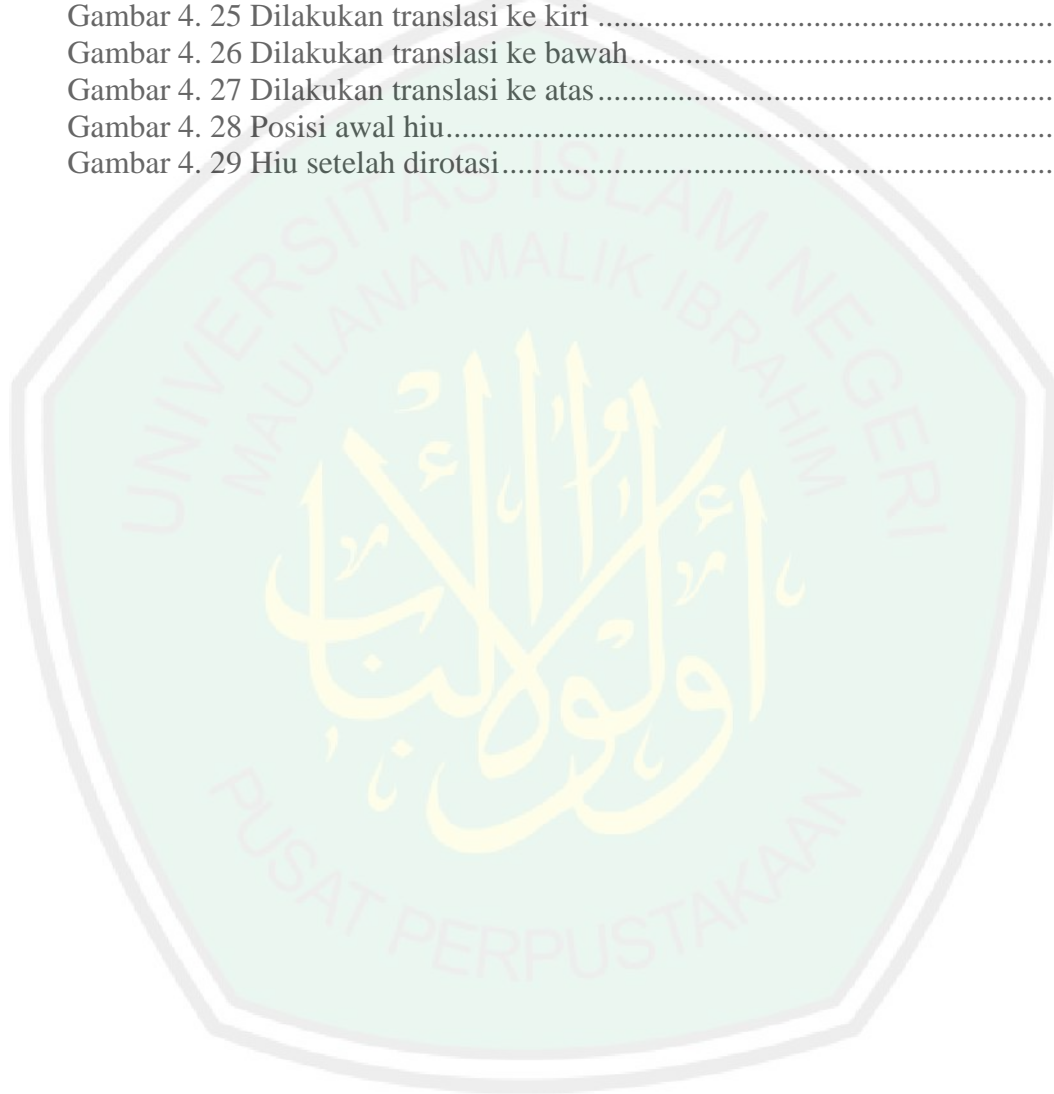 Gambar 4. 25 Dilakukan translasi ke kiri ........................................................
Gambar 4. 26 Dilakukan translasi ke bawah....................................................
Gambar 4. 27 Dilakukan translasi ke atas ........................................................
Gambar 4. 28 Posisi awal hiu...........................................................................
Gambar 4. 29 Hiu setelah dirotasi....................................................................
UNIVERSITAS ISLAM NEGERI
MAULANA MALIK IBRAHIM
أولوا الألباب
PUSAT PERPUSTAKAAN